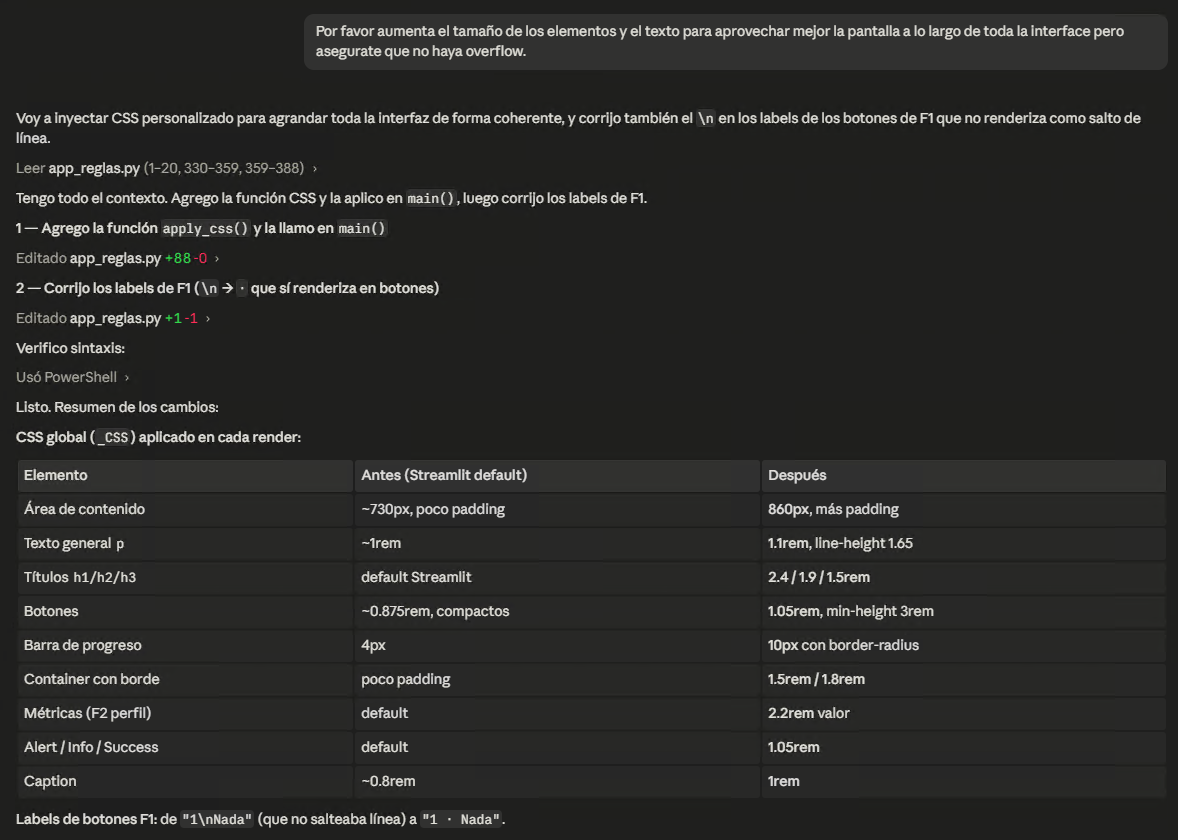 Por favor aumenta el tamaño de los elementos y el texto para aprovechar mejor la pantalla a lo largo de toda la interface pero
asegurate que no haya overflow.
Voy a inyectar CSS personalizado para agrandar toda la interfaz de forma coherente, y corrijo también el \n en los labels de los botones de F1 que no renderiza como salto de
línea.
Leer app_reglas.py (1-20, 330-359, 359-388) ›
Tengo todo el contexto. Agrego la función CSS y la aplico en main(), luego corrijo los labels de F1.
1 — Agrego la función apply_css() y la llamo en main()
Editado app_reglas.py +88 -0 ›
2 — Corrijo los labels de F1 (\n → · que sí renderiza en botones)
Editado app_reglas.py +1 -1 ›
Verifico sintaxis:
Usó PowerShell ›
Listo. Resumen de los cambios:
CSS global (_CSS) aplicado en cada render:
Elemento Antes (Streamlit default) Después
Área de contenido ~730px, poco padding 860px, más padding
Texto general p ~1rem 1.1rem, line-height 1.65
Títulos h1/h2/h3 default Streamlit 2.4 / 1.9 / 1.5rem
Botones ~0.875rem, compactos 1.05rem, min-height 3rem
Barra de progreso 4px 10px con border-radius
Container con borde poco padding 1.5rem / 1.8rem
Métricas (F2 perfil) default 2.2rem valor
Alert / Info / Success default 1.05rem
Caption ~0.8rem 1rem
Labels de botones F1: de "1\nNada" (que no salteaba línea) a "1 · Nada".